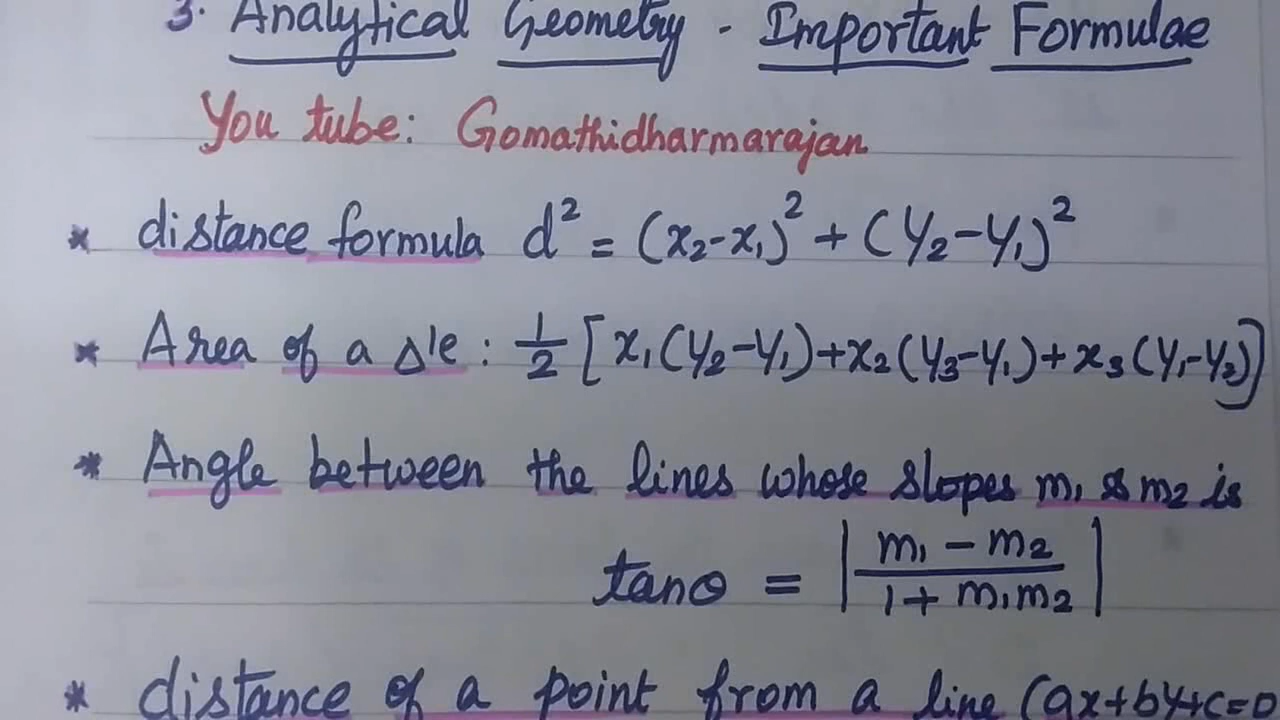 3. Analytical Geometry - Important Formulae
You tube: Gomathidharmarajan
* distance formula d² = (x₂-x₁)² + (y₂-y₁)²
* Area of a Δ'le : 1/2 [x₁(y₂-y₁)+x₂(y₃-y₁)+x₃(y₁-y₂)]
* Angle between the lines whose slopes m₁ & m₂ is
tanθ = |(m₁ - m₂)/(1 + m₁m₂)|
* distance of a point from a line (ax+by+c=0